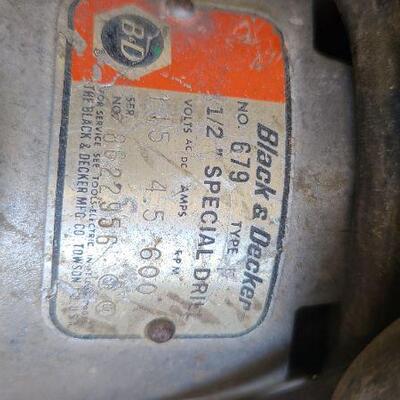 B&D
Black & Decker
NO. 679 TYPE
1/2" SPECIAL DRI
VOLTS AC DC AMPS RPM
115 / 4.5 600
SER.
NO.
FOR SERVICE SEE TOOLS-ELECTRIC IN
THE BLACK & DECKER MFG. CO. TOWSON